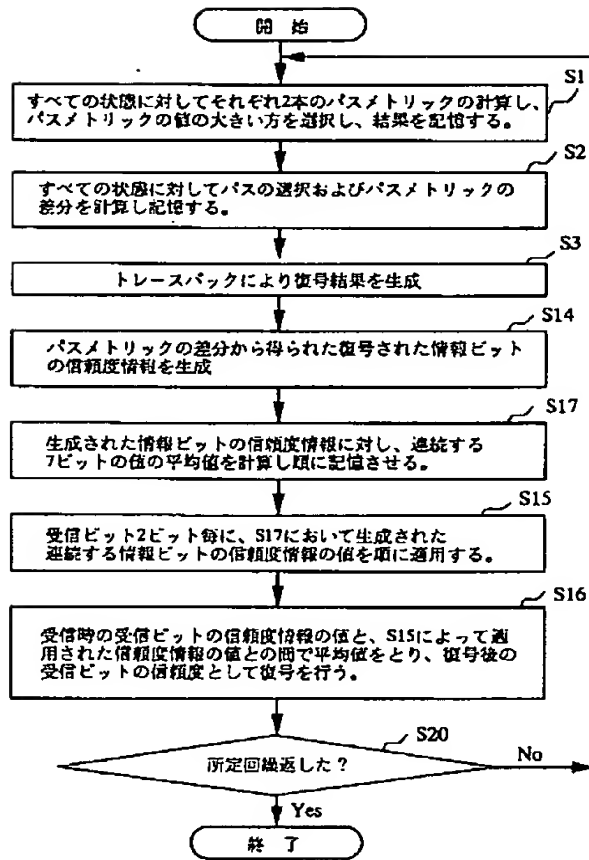 開始
S1
すべての状態に対してそれぞれ2本のパスメトリックの計算し、
パスメトリックの値の大きい方を選択し、結果を記憶する。
S2
すべての状態に対してパスの選択およびパスメトリックの
差分を計算し記憶する。
S3
トレースバックにより復号結果を生成
S14
パスメトリックの差分から得られた復号された情報ビット
の信頼度情報を生成
S17
生成された情報ビットの信頼度情報に対し、連続する
7ビットの値の平均値を計算し順に記憶させる。
S15
受信ビット2ビット毎に、S17において生成された
連続する情報ビットの信頼度情報の値を順に適用する。
S16
受信時の受信ビットの信頼度情報の値と、S15によって適
用された信頼度情報の値との間で平均値をとり、復号後の
受信ビットの信頼度として復号を行う。
S20
所定回繰返した？
No
Yes
終了